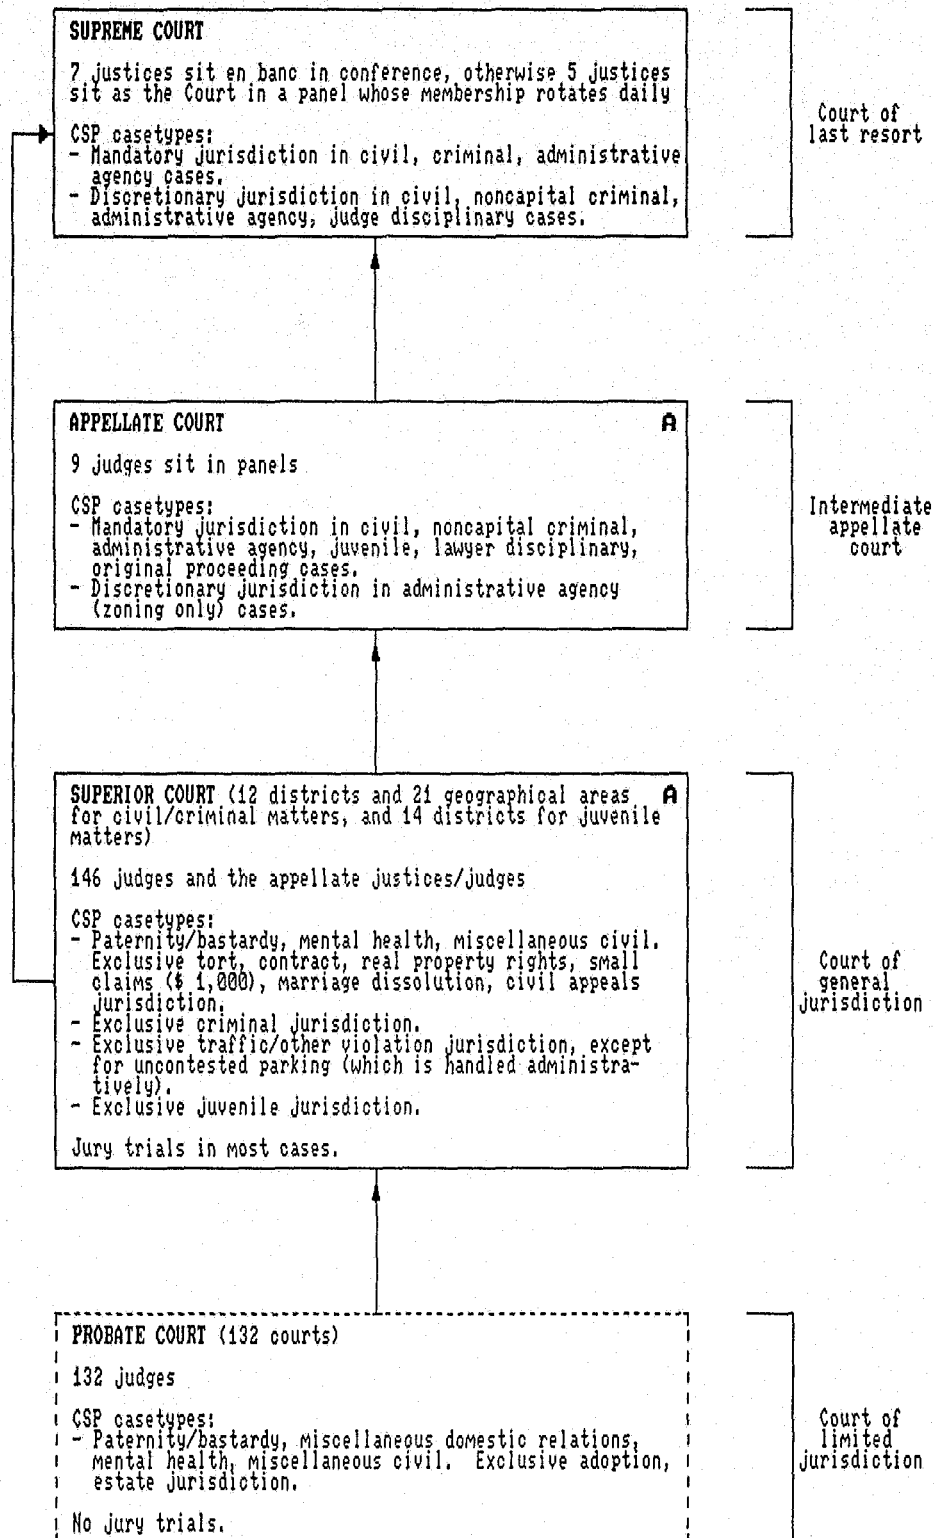 SUPREME COURT
7 justices sit en banc in conference, otherwise 5 justices
sit as the Court in a panel whose membership rotates daily
CSP casetypes:
- Mandatory jurisdiction in civil, criminal, administrative
agency cases.
- Discretionary jurisdiction in civil, noncapital criminal,
administrative agency, judge disciplinary cases.
Court of
last resort
APPELLATE COURT A
9 judges sit in panels
CSP casetypes:
- Mandatory jurisdiction in civil, noncapital criminal,
administrative agency, juvenile, lawyer disciplinary,
original proceeding cases.
- Discretionary jurisdiction in administrative agency
(zoning only) cases.
Intermediate
appellate
court
SUPERIOR COURT (12 districts and 21 geographical areas A
for civil/criminal matters, and 14 districts for juvenile
matters)
146 judges and the appellate justices/judges
CSP casetypes:
- Paternity/bastardy, mental health, miscellaneous civil.
Exclusive tort, contract, real property rights, small
claims ($ 1,000), marriage dissolution, civil appeals
jurisdiction.
- Exclusive criminal jurisdiction.
- Exclusive traffic/other violation jurisdiction, except
for uncontested parking (which is handled administra-
tively).
- Exclusive juvenile jurisdiction.
Jury trials in most cases.
Court of
general
jurisdiction
PROBATE COURT (132 courts)
132 judges
CSP casetypes:
- Paternity/bastardy, miscellaneous domestic relations,
mental health, miscellaneous civil. Exclusive adoption,
estate jurisdiction.
No jury trials.
Court of
limited
jurisdiction